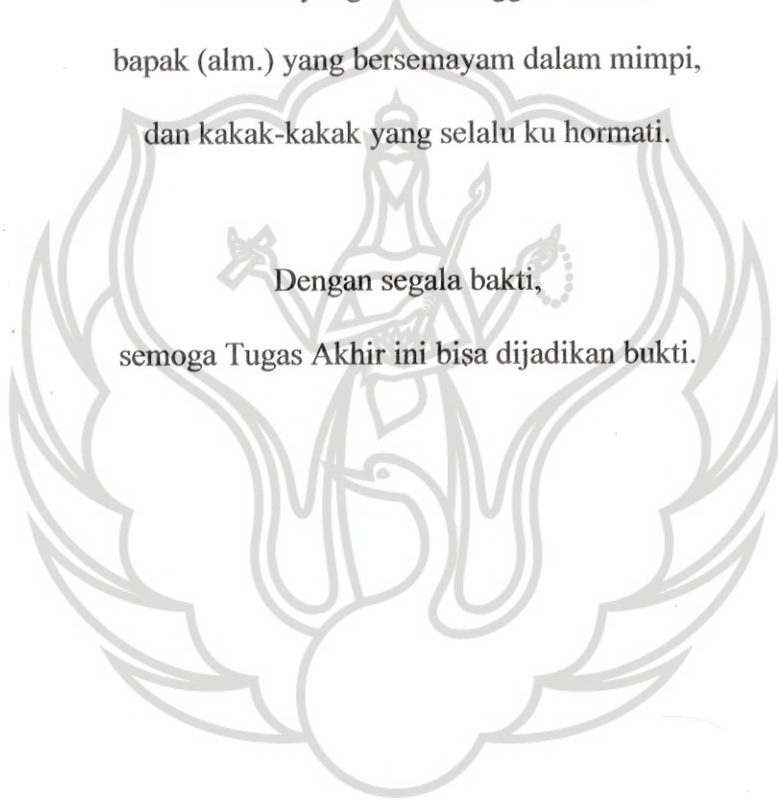 bapak (alm.) yang bersemayam dalam mimpi,
dan kakak-kakak yang selalu ku hormati.
Dengan segala bakti,
semoga Tugas Akhir ini bisa dijadikan bukti.